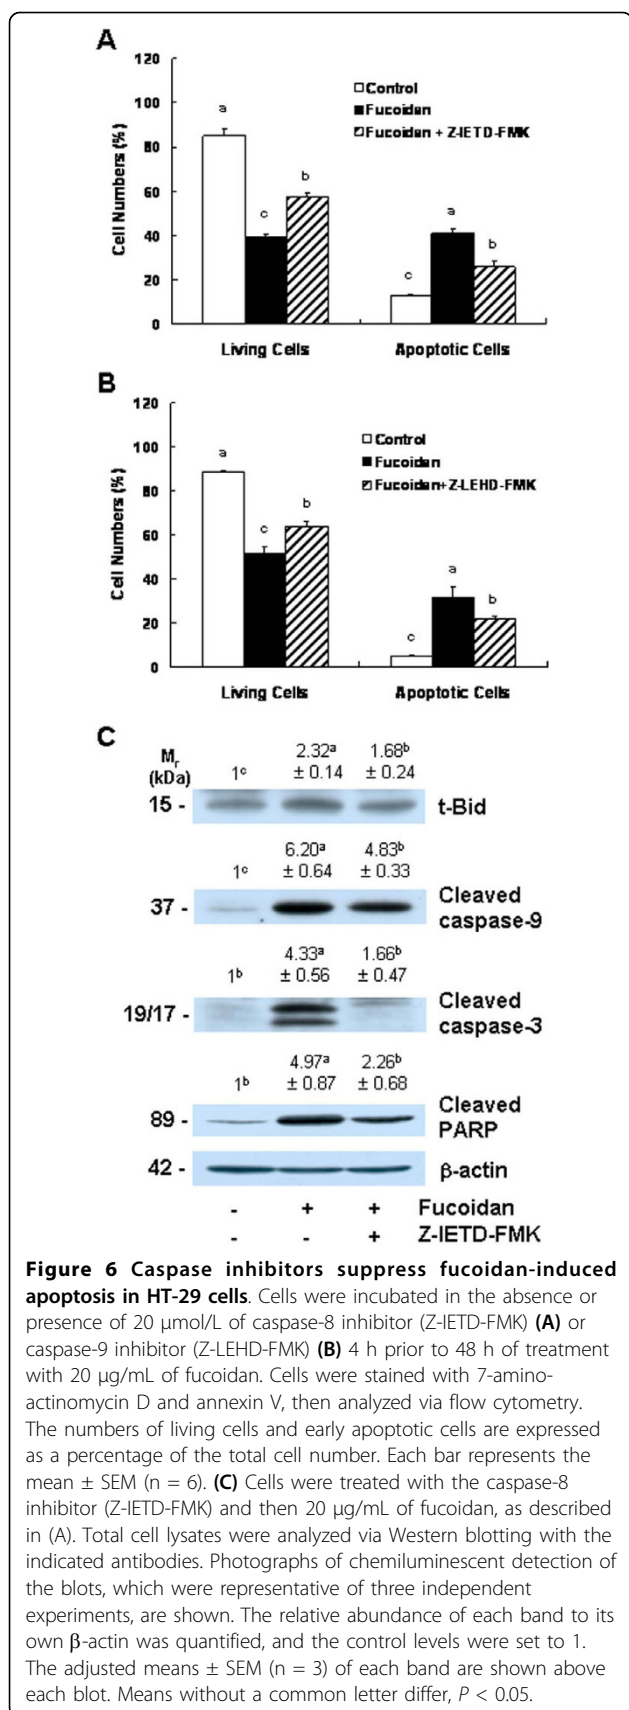 A
120
100
80
60
40
20
0
Cell Numbers (%)
Control
Fucoidan
Fucoidan + Z-IETD-FMK
a
c
b
c
a
b
Living Cells
Apoptotic Cells
B
120
100
80
60
40
20
0
Cell Numbers (%)
Control
Fucoidan
Fucoidan+Z-LEHD-FMK
a
c
b
c
a
b
Living Cells
Apoptotic Cells
C
Mr (kDa)
1ᶜ 2.32ᵃ ± 0.14 1.68ᵇ ± 0.24
15 - t-Bid
1ᶜ 6.20ᵃ ± 0.64 4.83ᵇ ± 0.33
37 - Cleaved caspase-9
1ᵇ 4.33ᵃ ± 0.56 1.66ᵇ ± 0.47
19/17 - Cleaved caspase-3
1ᵇ 4.97ᵃ ± 0.87 2.26ᵇ ± 0.68
89 - Cleaved PARP
42 - β-actin
- + + Fucoidan
- - + Z-IETD-FMK
Figure 6 Caspase inhibitors suppress fucoidan-induced
apoptosis in HT-29 cells. Cells were incubated in the absence or
presence of 20 μmol/L of caspase-8 inhibitor (Z-IETD-FMK) (A) or
caspase-9 inhibitor (Z-LEHD-FMK) (B) 4 h prior to 48 h of treatment
with 20 μg/mL of fucoidan. Cells were stained with 7-amino-
actinomycin D and annexin V, then analyzed via flow cytometry.
The numbers of living cells and early apoptotic cells are expressed
as a percentage of the total cell number. Each bar represents the
mean ± SEM (n = 6). (C) Cells were treated with the caspase-8
inhibitor (Z-IETD-FMK) and then 20 μg/mL of fucoidan, as described
in (A). Total cell lysates were analyzed via Western blotting with the
indicated antibodies. Photographs of chemiluminescent detection of
the blots, which were representative of three independent
experiments, are shown. The relative abundance of each band to its
own β-actin was quantified, and the control levels were set to 1.
The adjusted means ± SEM (n = 3) of each band are shown above
each blot. Means without a common letter differ, P < 0.05.